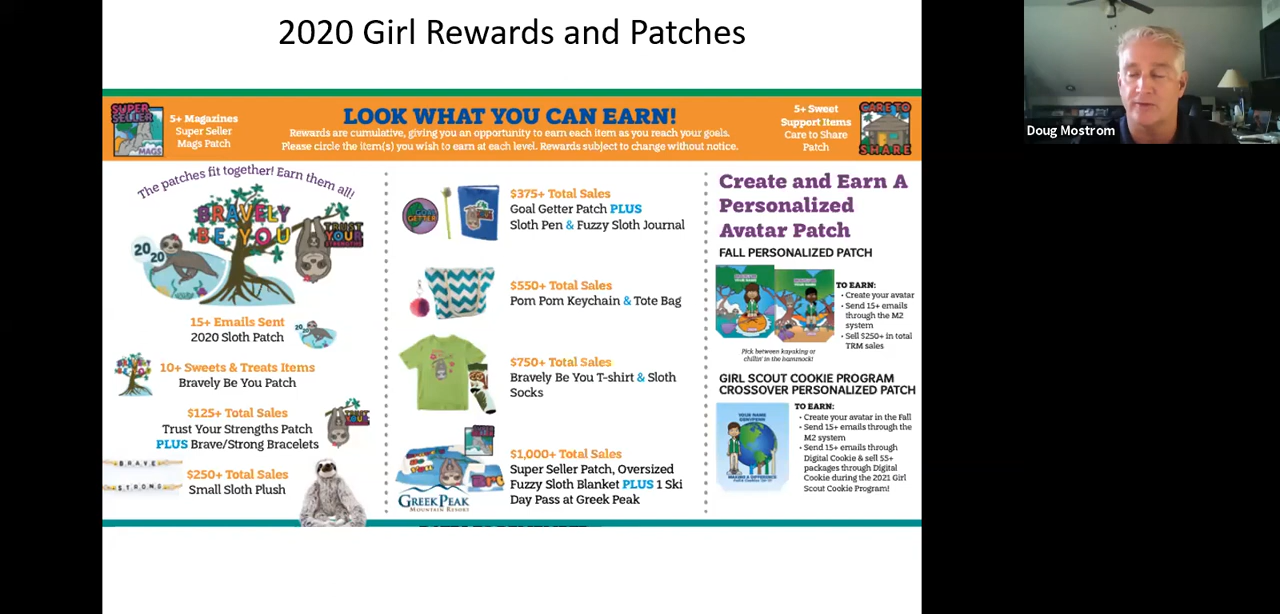 2020 Girl Rewards and Patches
SUPER
SELLER
MAGS
5+ Magazines
Super Seller
Mags Patch
LOOK WHAT YOU CAN EARN!
Rewards are cumulative, giving you an opportunity to earn each item as you reach your goals.
Please circle the item(s) you wish to earn at each level. Rewards subject to change without notice.
5+ Sweet
Support Items
Care to Share
Patch
CARE TO
SHARE
Doug Mostrom
The patches fit together! Earn them all!
BRAVELY
BE YOU
TRUST
YOUR
STRENGTHS
2020
15+ Emails Sent
2020 Sloth Patch
2020
10+ Sweets & Treats Items
Bravely Be You Patch
$125+ Total Sales
Trust Your Strengths Patch
PLUS Brave/Strong Bracelets
TRUST
YOUR
BRAVE
STRONG
$250+ Total Sales
Small Sloth Plush
GOAL
GETTER
$375+ Total Sales
Goal Getter Patch PLUS
Sloth Pen & Fuzzy Sloth Journal
$550+ Total Sales
Pom Pom Keychain & Tote Bag
$750+ Total Sales
Bravely Be You T-shirt & Sloth
Socks
$1,000+ Total Sales
Super Seller Patch, Oversized
Fuzzy Sloth Blanket PLUS 1 Ski
Day Pass at Greek Peak
GREEK PEAK
MOUNTAIN RESORT
Create and Earn A
Personalized
Avatar Patch
FALL PERSONALIZED PATCH
TO EARN:
• Create your avatar
• Send 15+ emails
through the M2
system
• Sell $250+ in total
TRM sales
Pick between kayaking or
chillin' in the hammock!
GIRL SCOUT COOKIE PROGRAM
CROSSOVER PERSONALIZED PATCH
YOUR NAME
TO EARN:
• Create your avatar in the Fall
• Send 15+ emails through the
M2 system
• Send 15+ emails through
Digital Cookie & sell 55+
packages through Digital
Cookie during the 2021 Girl
Scout Cookie Program!